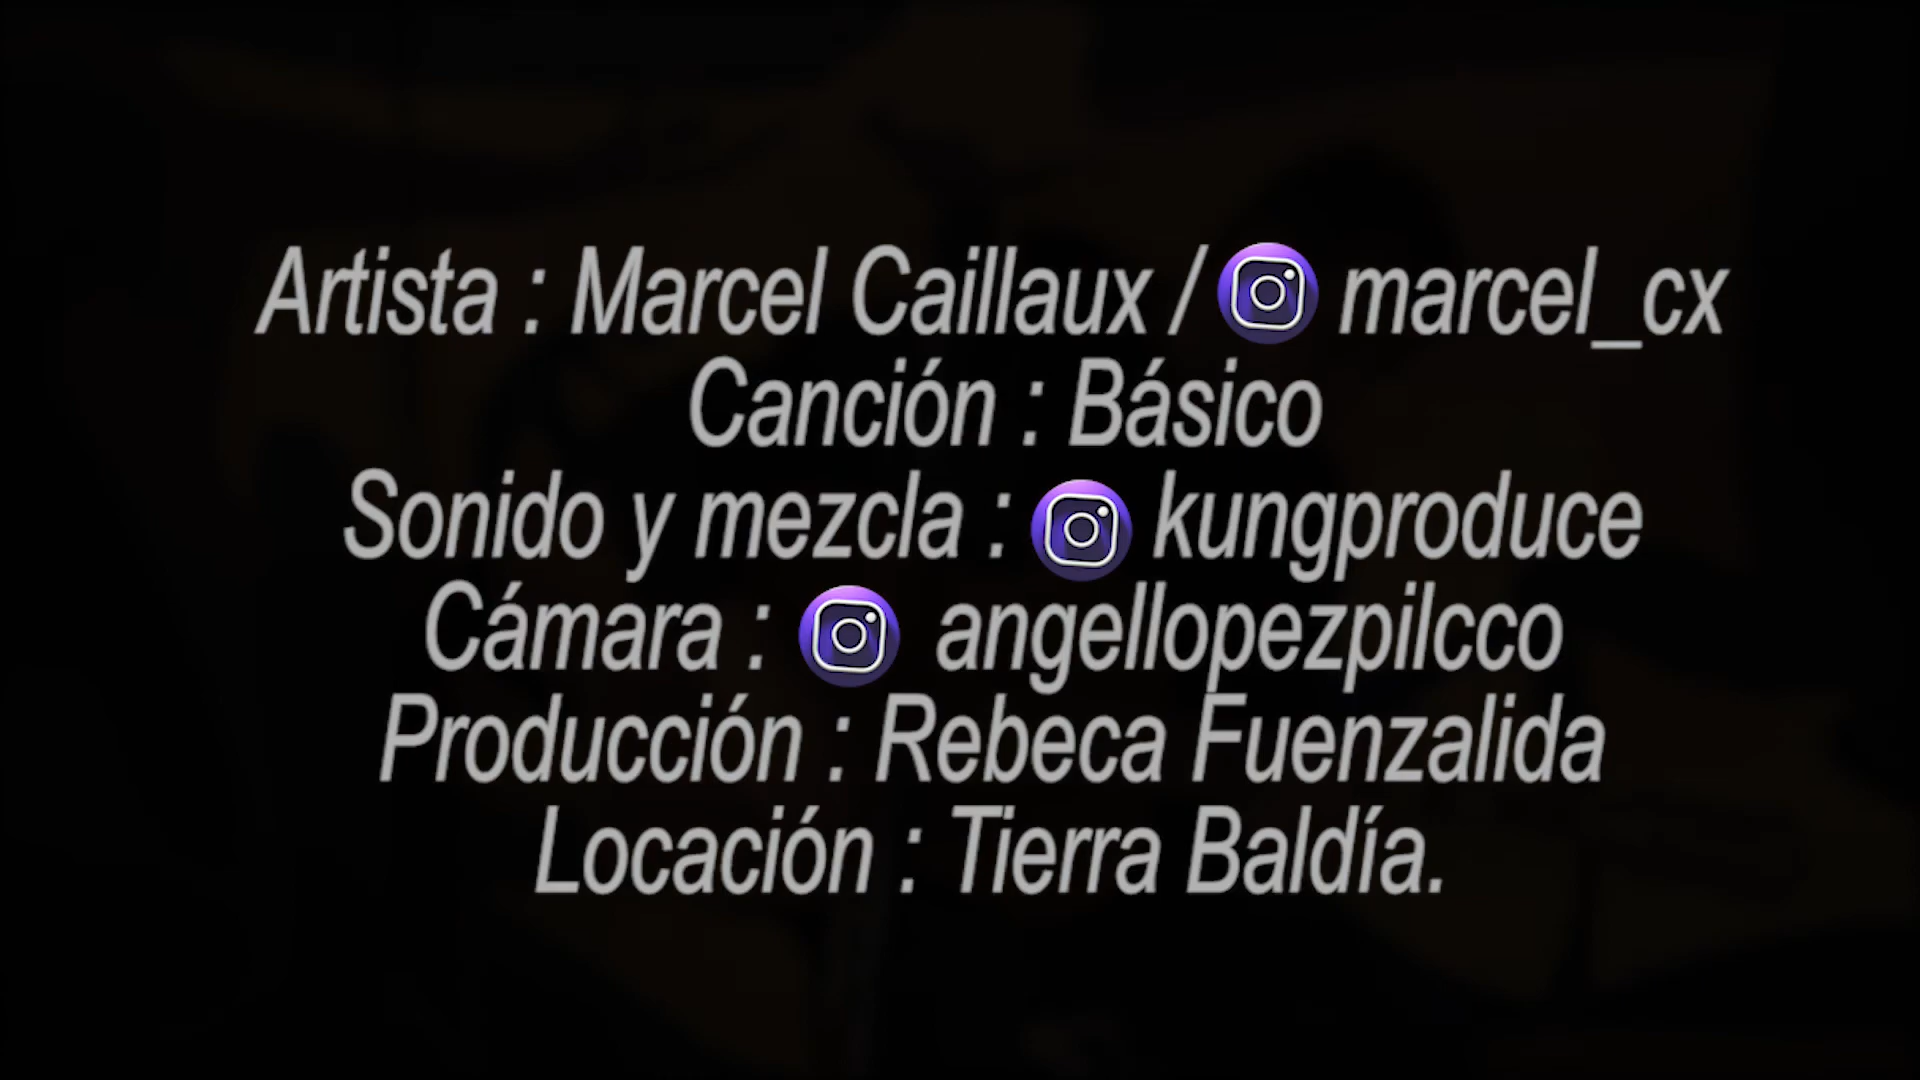 Artista : Marcel Caillaux / marcel_cx
Canción : Básico
Sonido y mezcla : kungproduce
Cámara : angellopezpilcco
Producción : Rebeca Fuenzalida
Locación : Tierra Baldía.